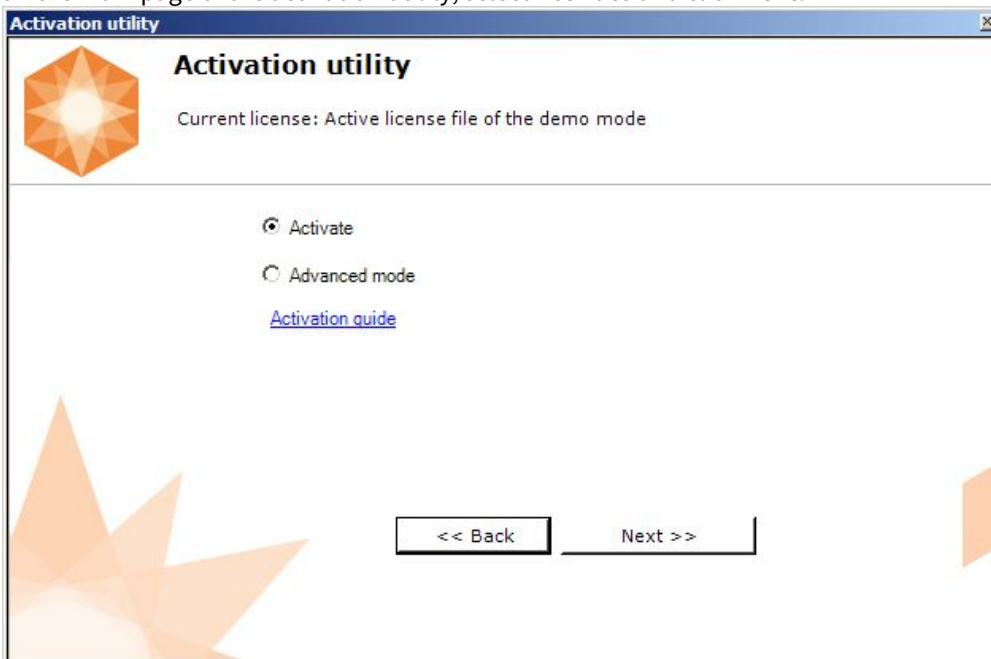 Activation utility
Activation utility
Current license: Active license file of the demo mode
Activate
Advanced mode
Activation guide
<< Back Next >>